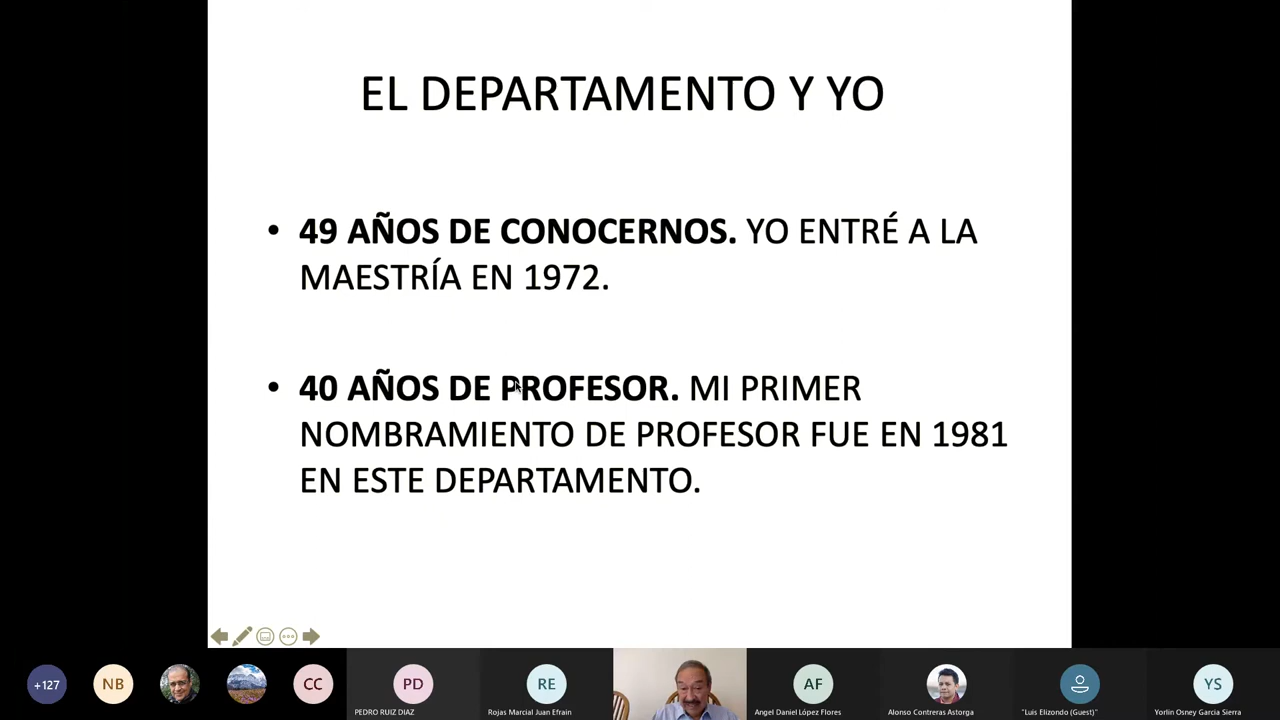 EL DEPARTAMENTO Y YO
• 49 AÑOS DE CONOCERNOS. YO ENTRÉ A LA
MAESTRÍA EN 1972.
• 40 AÑOS DE PROFESOR. MI PRIMER
NOMBRAMIENTO DE PROFESOR FUE EN 1981
EN ESTE DEPARTAMENTO.
+127
NB
CC
PD
PEDRO RUIZ DIAZ
RE
Rojas Marcial Juan Efrain
AF
Angel Daniel López Flores
Alonso Contreras Astorga
"Luis Elizondo (Guest)"
YS
Yorlin Osney Garcia Sierra